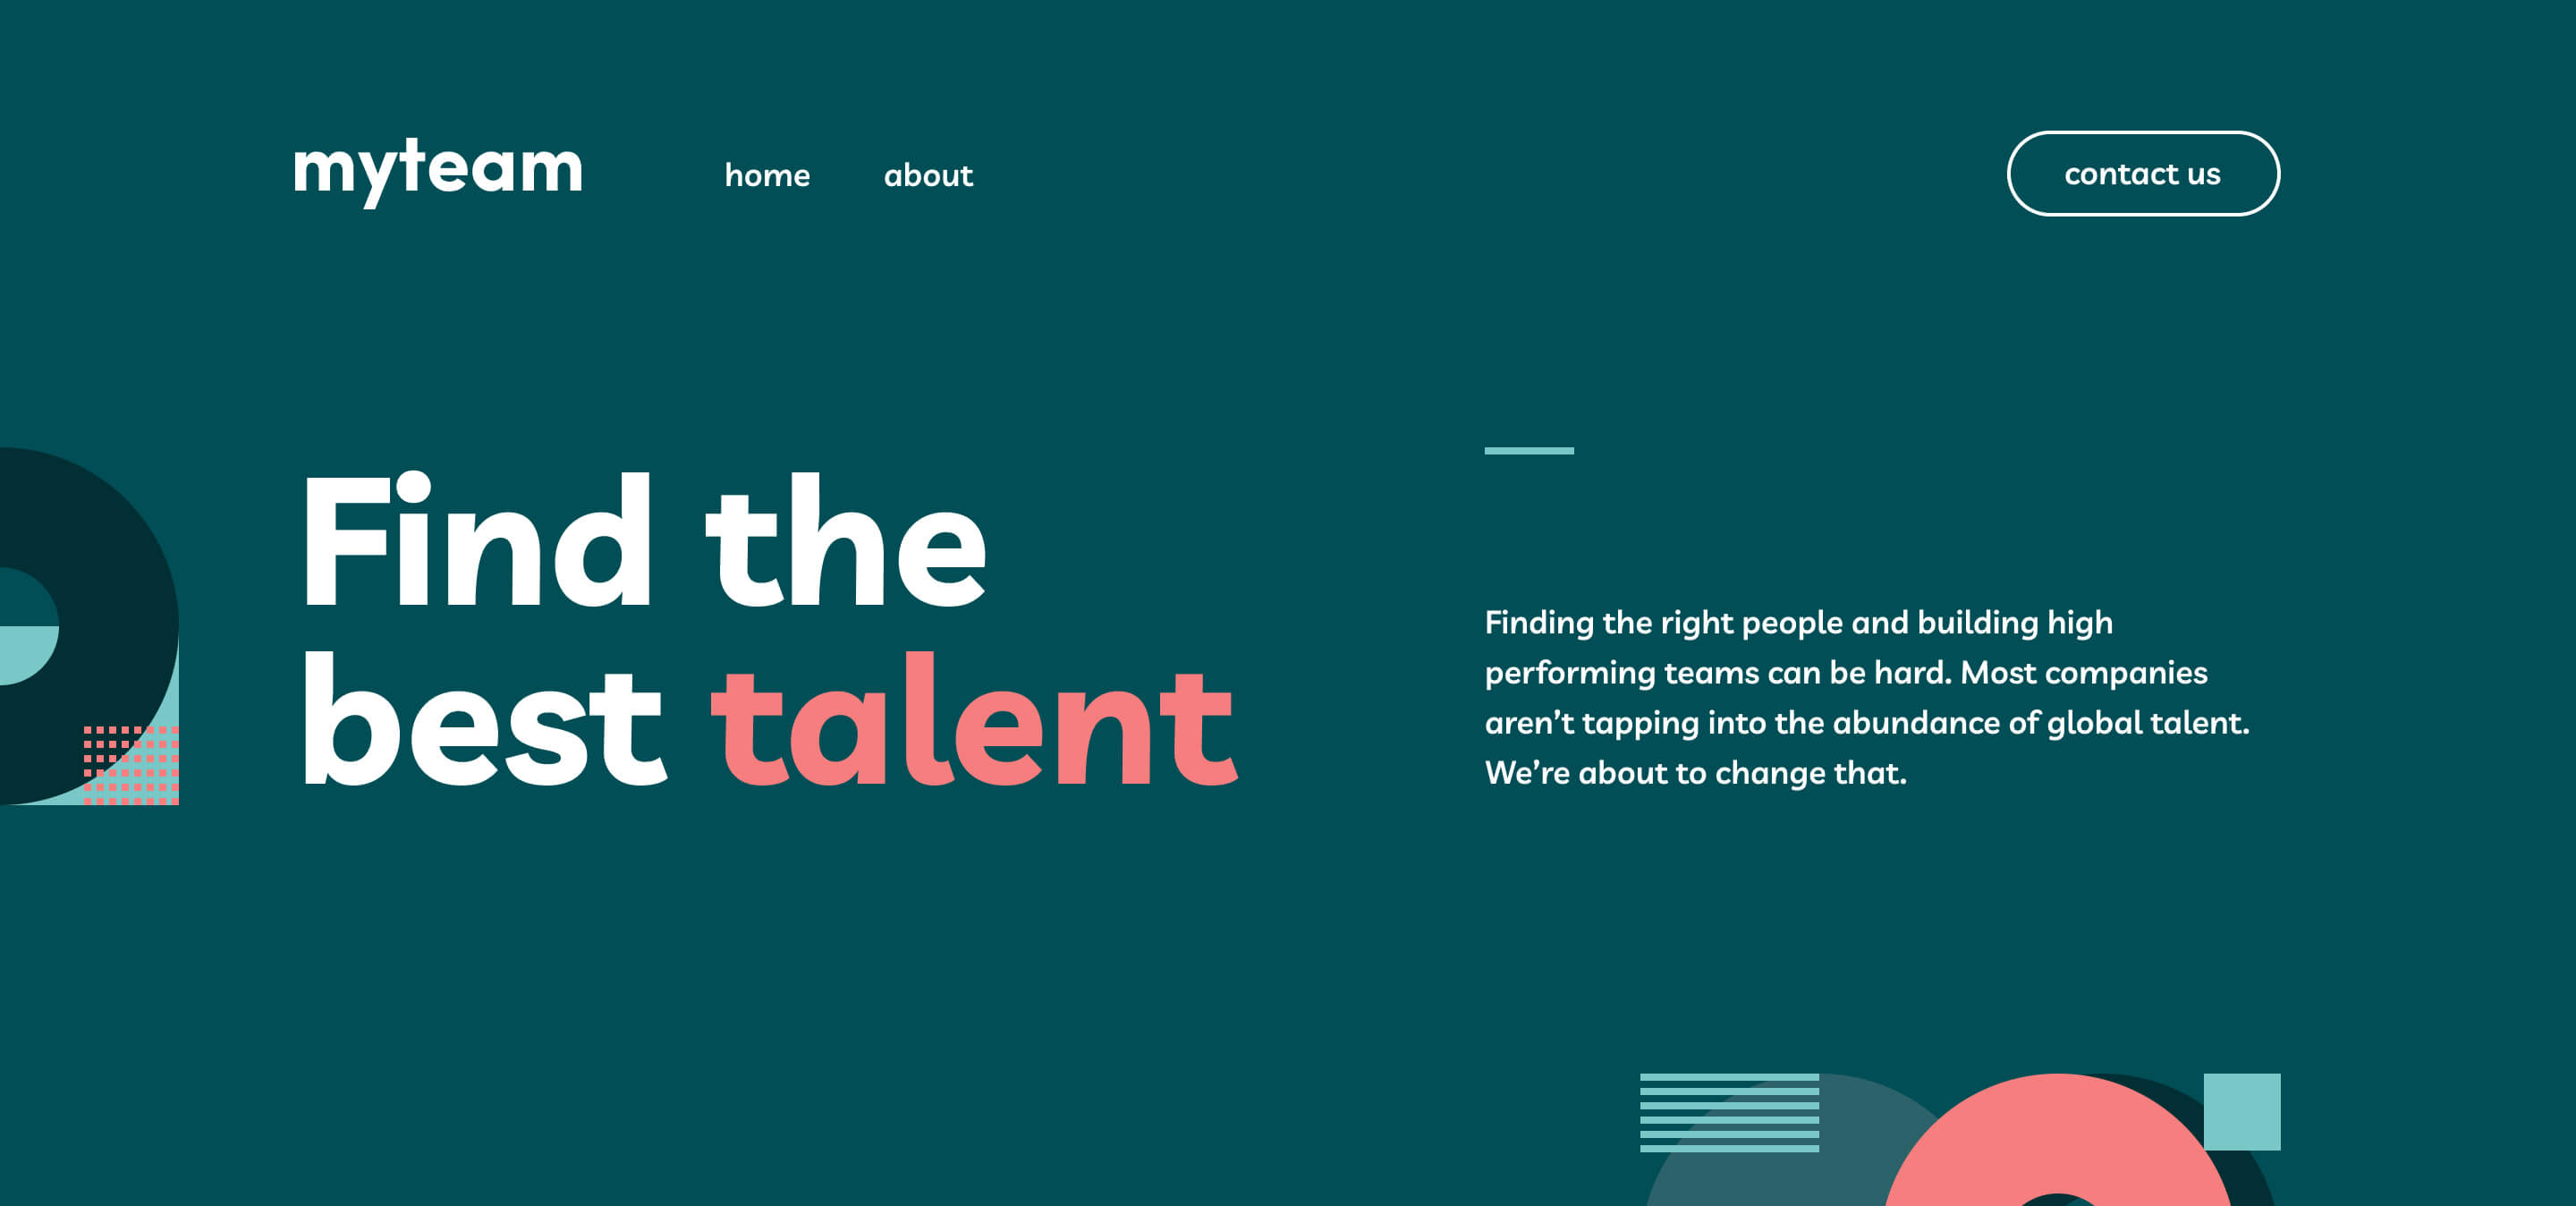 myteam
home
about
contact us
Find the
best talent
Finding the right people and building high
performing teams can be hard. Most companies
aren’t tapping into the abundance of global talent.
We’re about to change that.